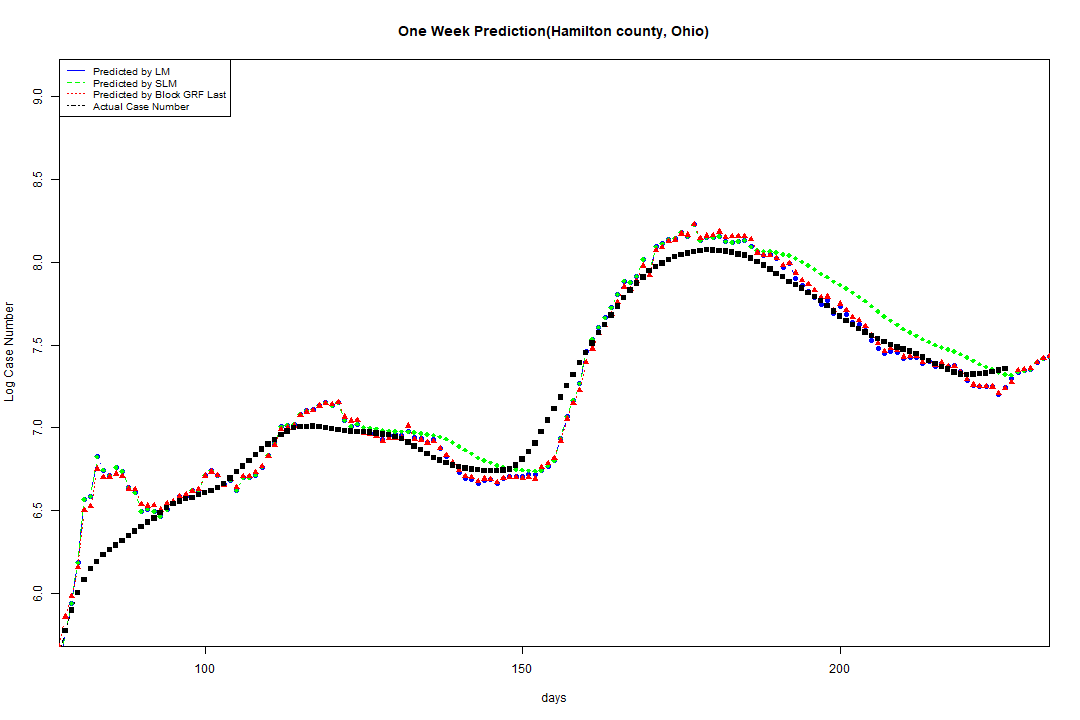 One Week Prediction(Hamilton county, Ohio)
Predicted by LM
Predicted by SLM
Predicted by Block GRF Last
Actual Case Number
9.0
8.5
8.0
7.5
7.0
6.5
6.0
Log Case Number
100 150 200
days